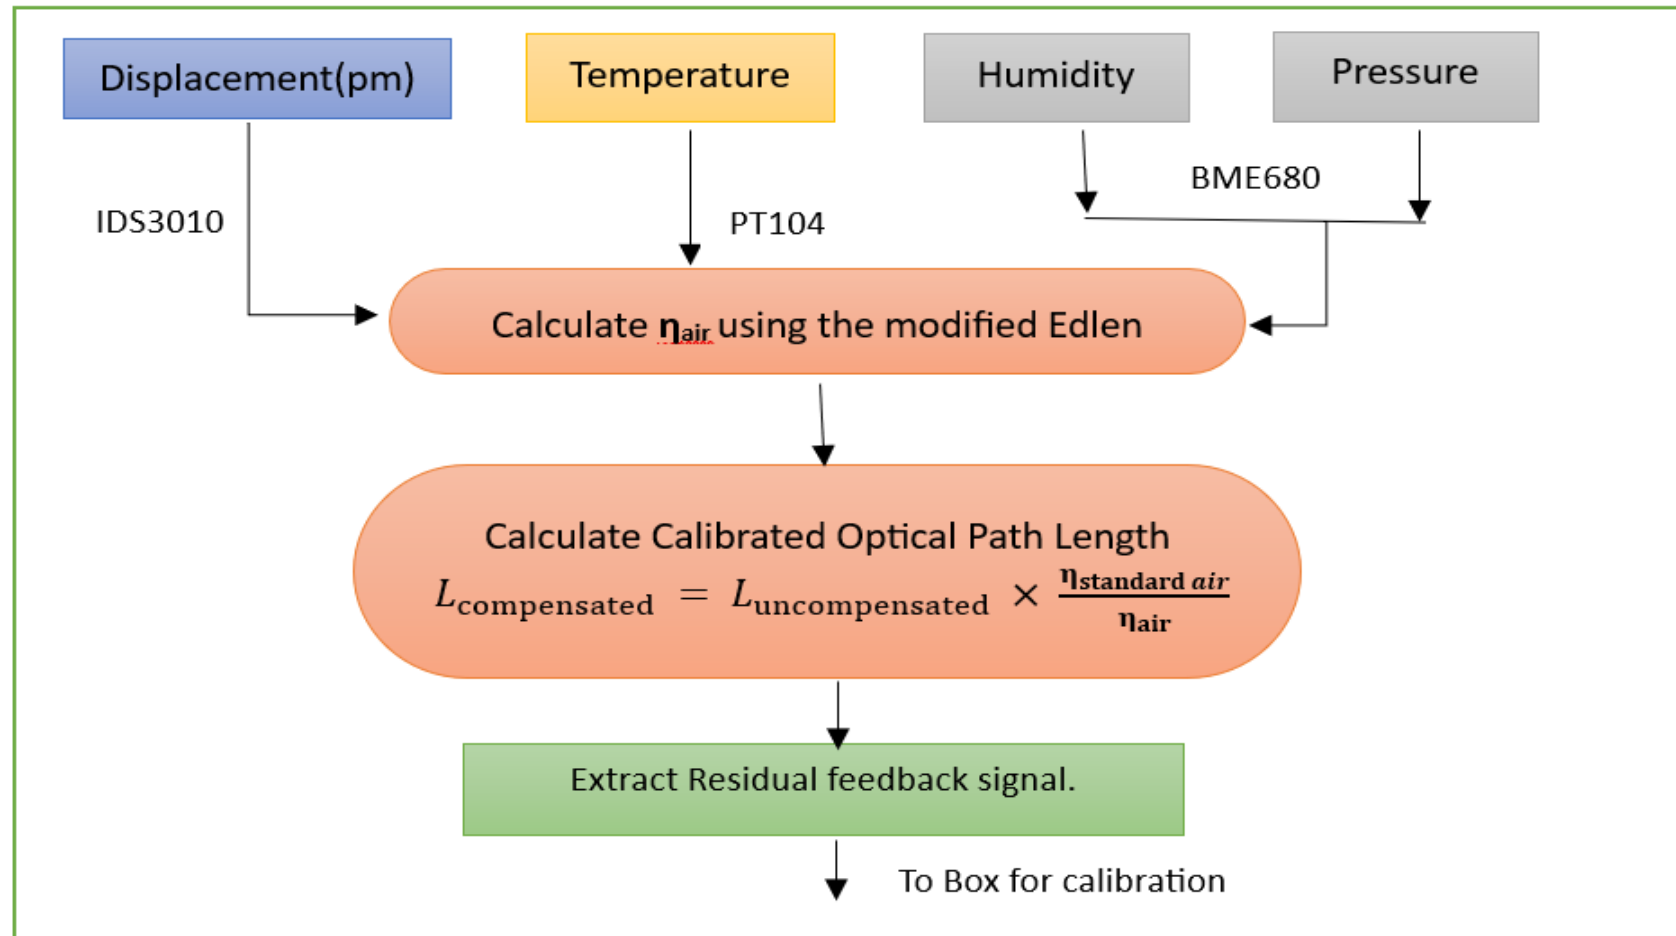 Displacement(pm)
Temperature
Humidity
Pressure
BME680
IDS3010
PT104
Calculate ηair using the modified Edlen
Calculate Calibrated Optical Path Length
Lcompensated = Luncompensated × ηstandard air / ηair
Extract Residual feedback signal.
To Box for calibration